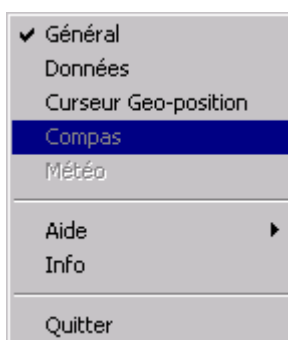 Général
Données
Curseur Geo-position
Compas
Météo
Aide
Info
Quitter